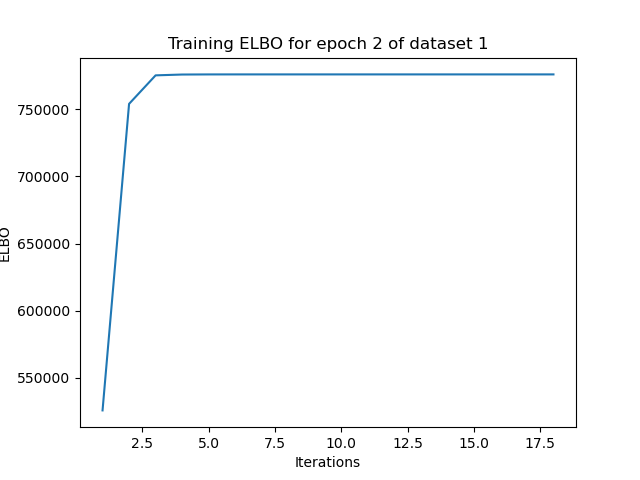 Training ELBO for epoch 2 of dataset 1
ELBO
750000
700000
650000
600000
550000
2.5 5.0 7.5 10.0 12.5 15.0 17.5
Iterations